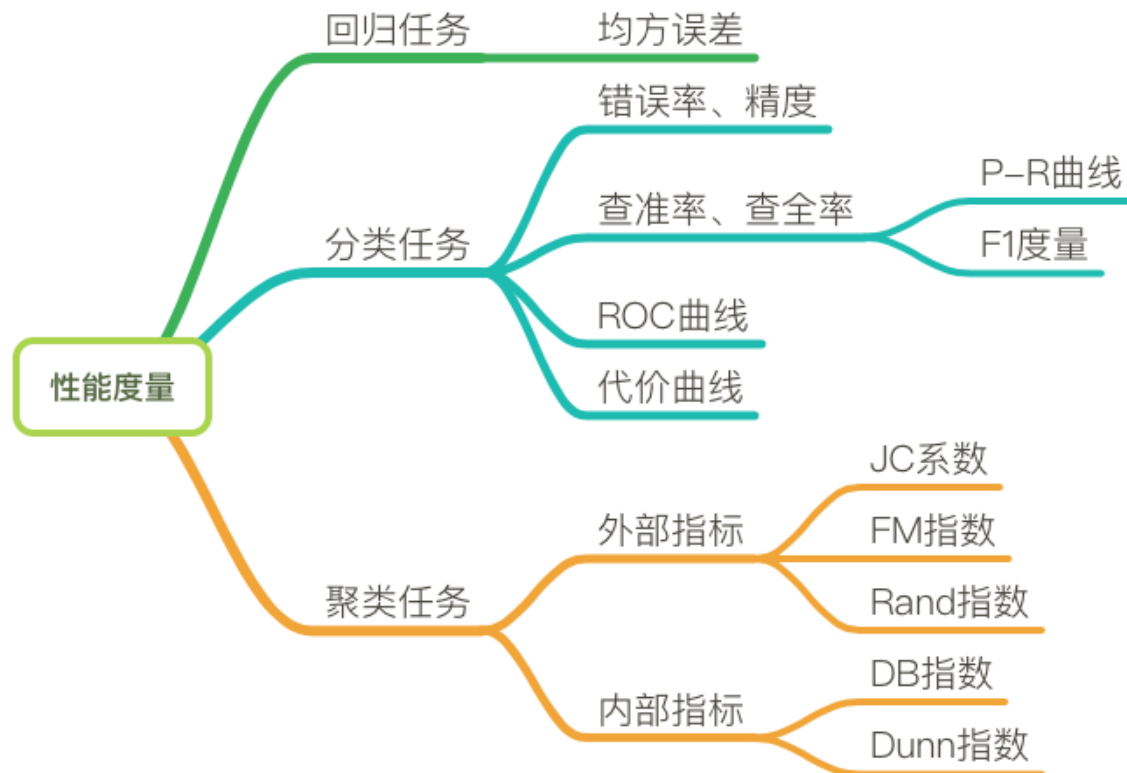 回归任务
均方误差
错误率、精度
P-R曲线
查准率、查全率
F1度量
分类任务
ROC曲线
代价曲线
性能度量
JC系数
外部指标
FM指数
Rand指数
聚类任务
DB指数
内部指标
Dunn指数